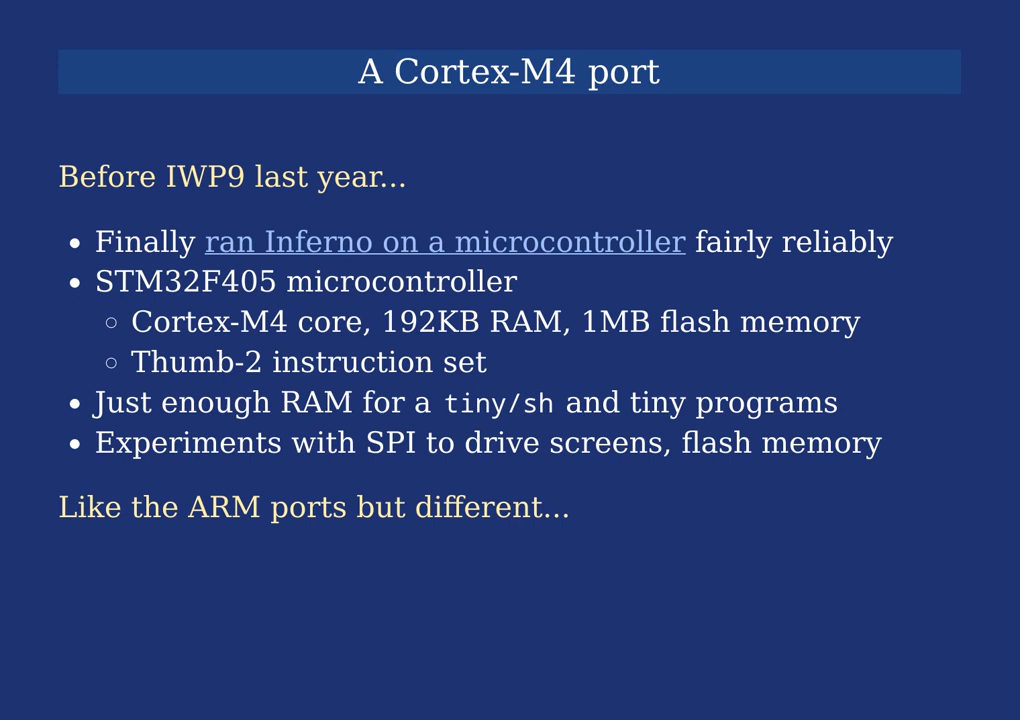 A Cortex-M4 port
Before IWP9 last year...
• Finally ran Inferno on a microcontroller fairly reliably
• STM32F405 microcontroller
○ Cortex-M4 core, 192KB RAM, 1MB flash memory
○ Thumb-2 instruction set
• Just enough RAM for a tiny/sh and tiny programs
• Experiments with SPI to drive screens, flash memory
Like the ARM ports but different...